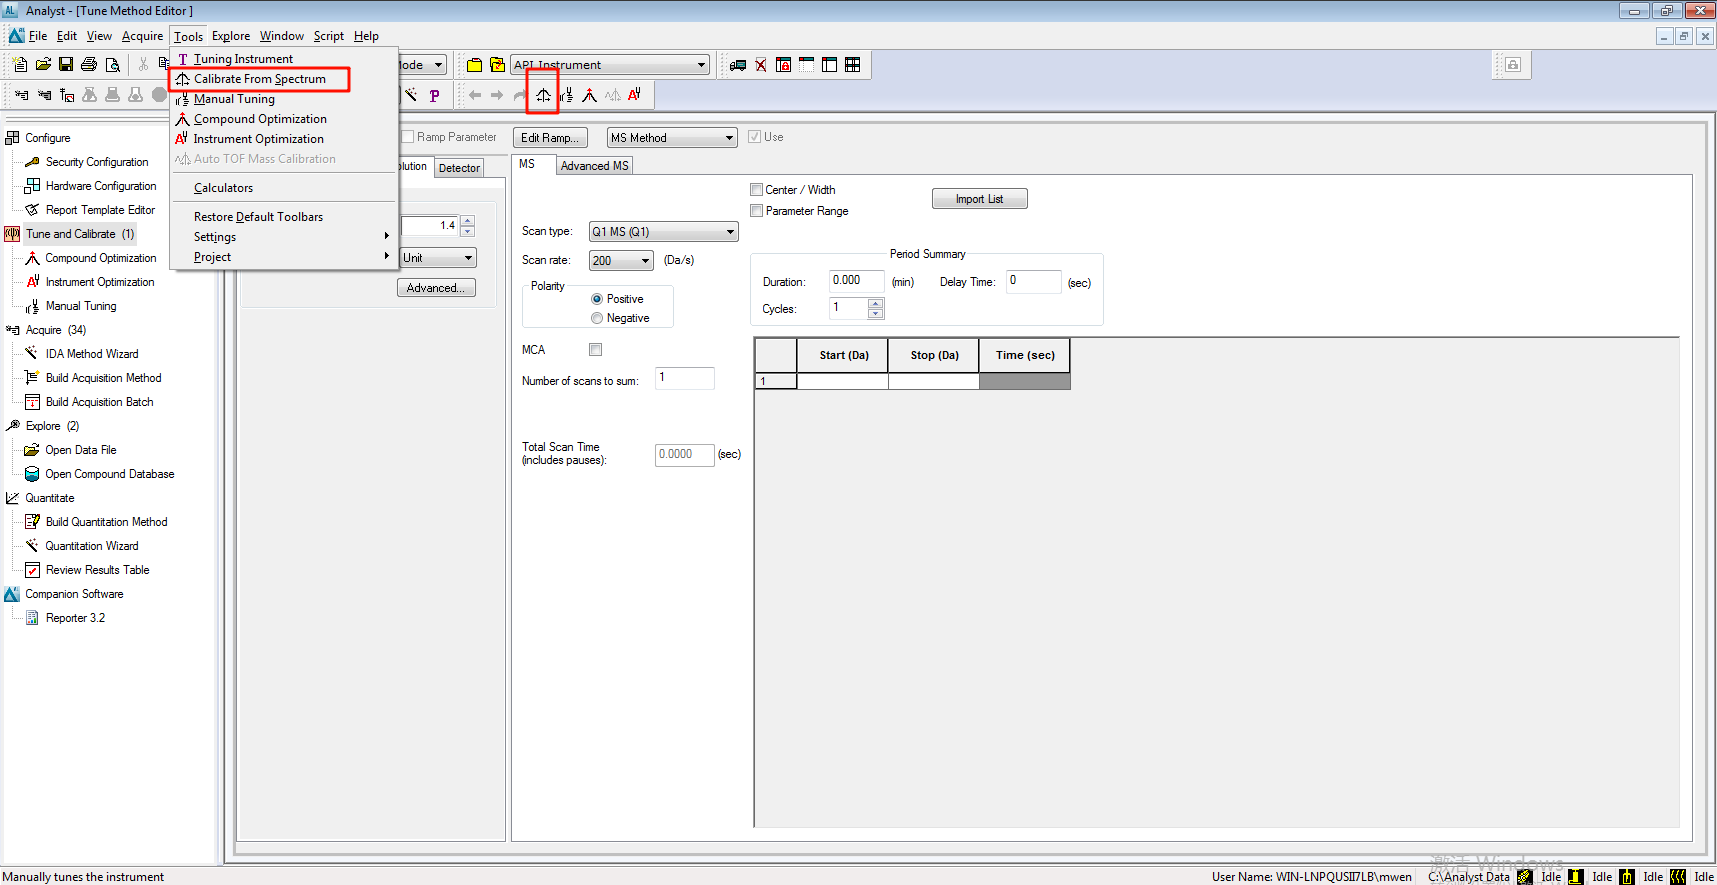 Analyst - [Tune Method Editor ]
File Edit View Acquire Tools Explore Window Script Help
Tuning Instrument
Calibrate From Spectrum
Manual Tuning
Compound Optimization
Instrument Optimization
Auto TOF Mass Calibration
Calculators
Restore Default Toolbars
Settings
Project
Mode
API Instrument
Configure
Security Configuration
Hardware Configuration
Report Template Editor
Tune and Calibrate (1)
Compound Optimization
Instrument Optimization
Manual Tuning
Acquire (34)
IDA Method Wizard
Build Acquisition Method
Build Acquisition Batch
Explore (2)
Open Data File
Open Compound Database
Quantitate
Build Quantitation Method
Quantitation Wizard
Review Results Table
Companion Software
Reporter 3.2
Ramp Parameter Edit Ramp... MS Method Use
olution Detector
1.4
Unit
Advanced...
MS Advanced MS
Center / Width
Parameter Range
Import List
Scan type: Q1 MS (Q1)
Scan rate: 200 (Da/s)
Polarity
Positive
Negative
Period Summary
Duration: 0.000 (min) Delay Time: 0 (sec)
Cycles: 1
MCA
Number of scans to sum: 1
Total Scan Time
(includes pauses): 0.0000 (sec)
Start (Da) Stop (Da) Time (sec)
1
激活 Windows
Manually tunes the instrument
User Name: WIN-LNPQUSII7LB\mwen C:\Analyst Data Idle Idle Idle Idle